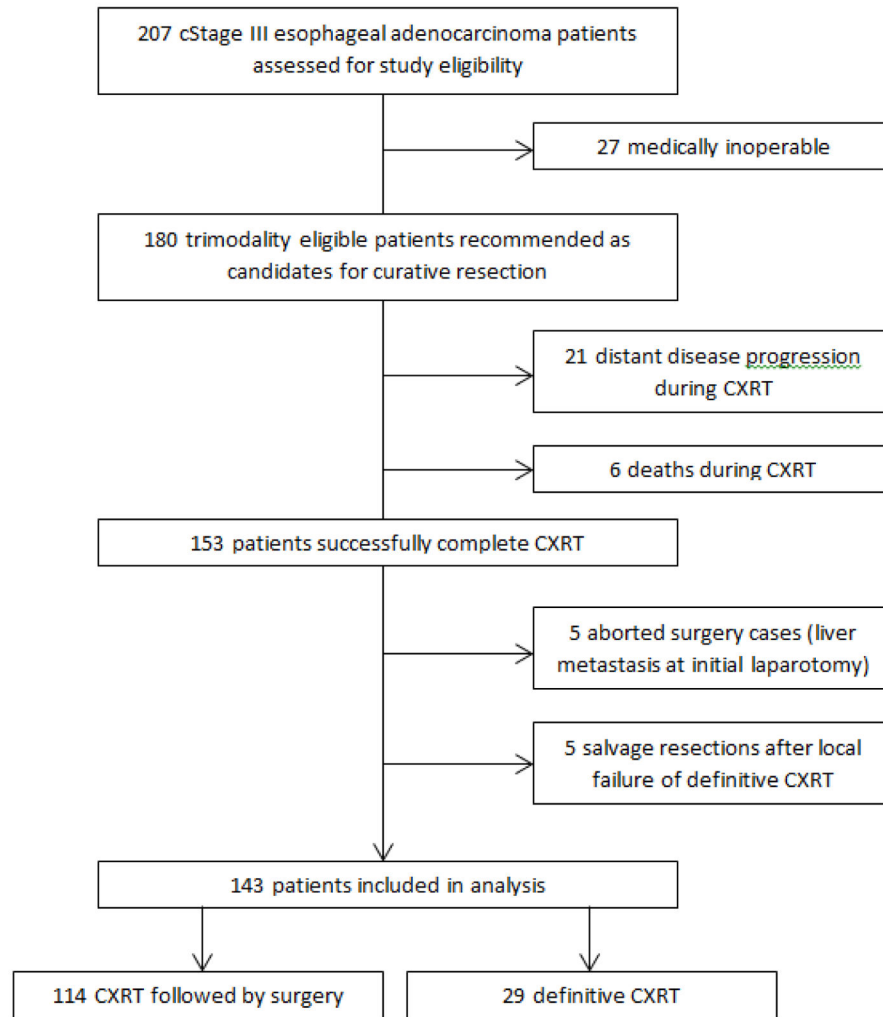 207 cStage III esophageal adenocarcinoma patients
assessed for study eligibility
27 medically inoperable
180 trimodality eligible patients recommended as
candidates for curative resection
21 distant disease progression
during CXRT
6 deaths during CXRT
153 patients successfully complete CXRT
5 aborted surgery cases (liver
metastasis at initial laparotomy)
5 salvage resections after local
failure of definitive CXRT
143 patients included in analysis
114 CXRT followed by surgery
29 definitive CXRT